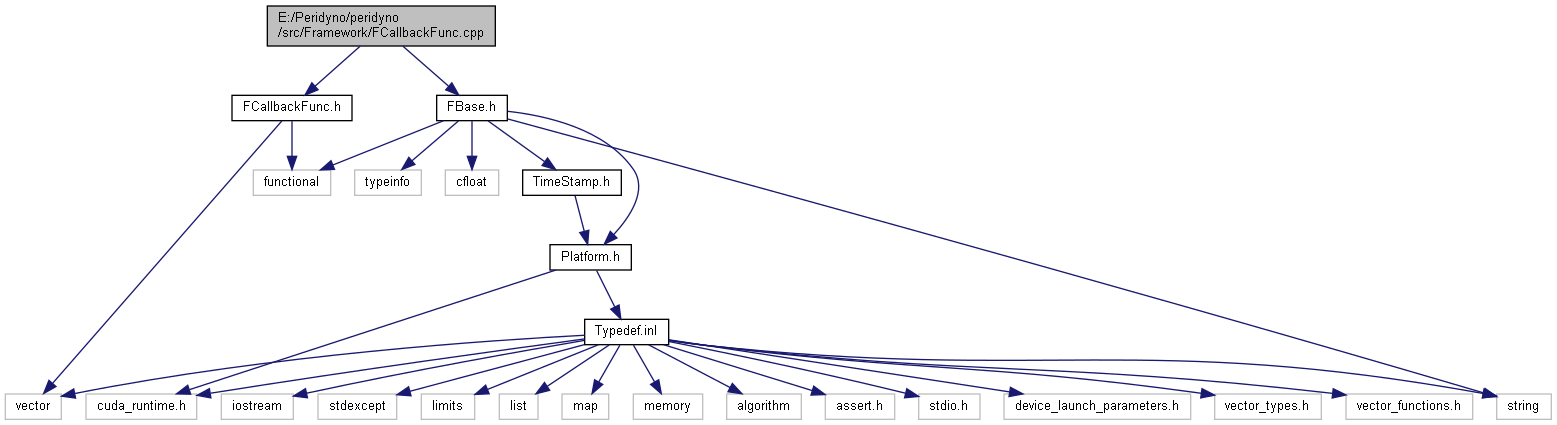 E:/Peridyno/peridyno
/src/Framework/FCallbackFunc.cpp
FCallbackFunc.h
FBase.h
functional
typeinfo
cfloat
TimeStamp.h
Platform.h
Typedef.inl
vector
cuda_runtime.h
iostream
stdexcept
limits
list
map
memory
algorithm
assert.h
stdio.h
device_launch_parameters.h
vector_types.h
vector_functions.h
string